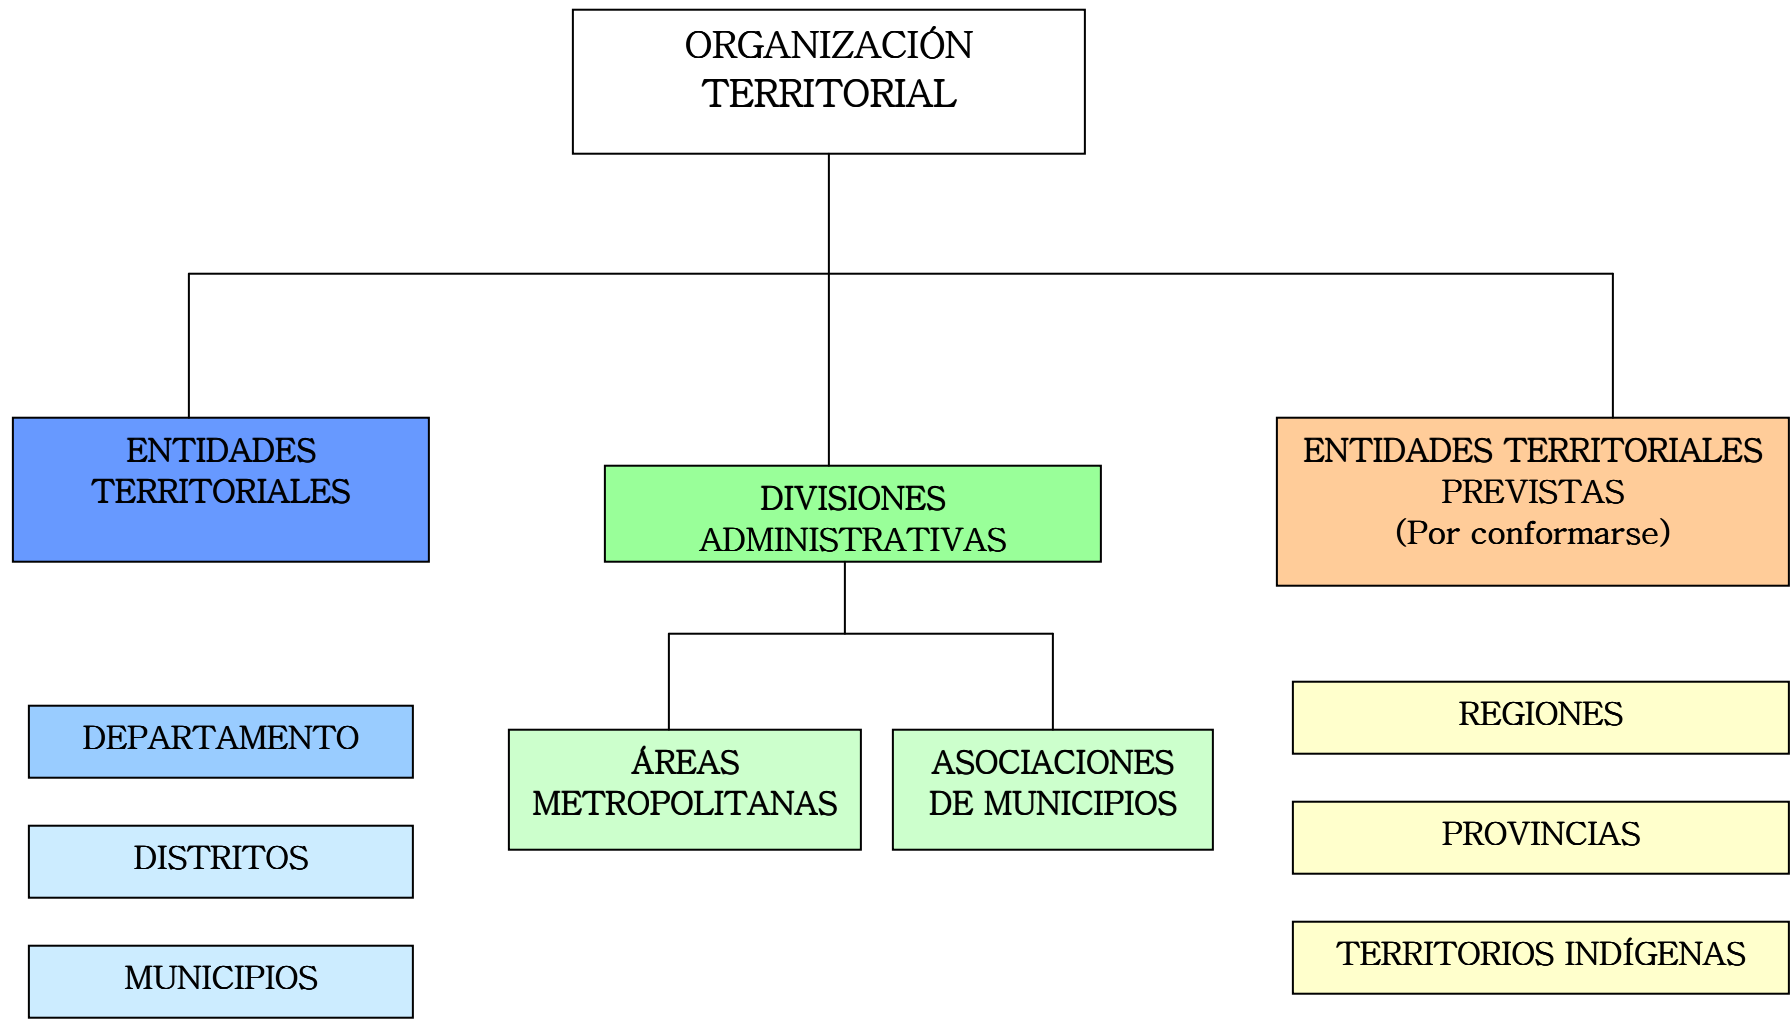 ORGANIZACIÓN
TERRITORIAL
ENTIDADES
TERRITORIALES
DIVISIONES
ADMINISTRATIVAS
ENTIDADES TERRITORIALES
PREVISTAS
(Por conformarse)
DEPARTAMENTO
DISTRITOS
MUNICIPIOS
ÁREAS
METROPOLITANAS
ASOCIACIONES
DE MUNICIPIOS
REGIONES
PROVINCIAS
TERRITORIOS INDÍGENAS